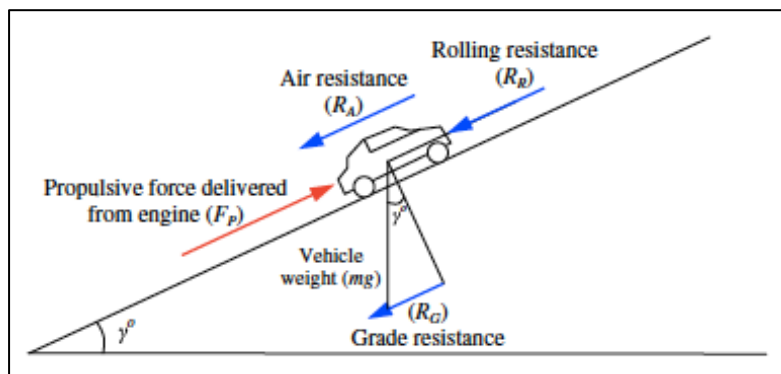 Rolling resistance
(R_R)
Air resistance
(R_A)
Propulsive force delivered
from engine (F_P)
γ°
Vehicle
weight (mg)
(R_G)
Grade resistance
γ°